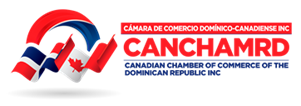 CÁMARA DE COMERCIO DOMÍNICO-CANADIENSE INC
CANCHAMRD
CANADIAN CHAMBER OF COMMERCE OF THE
DOMINICAN REPUBLIC INC